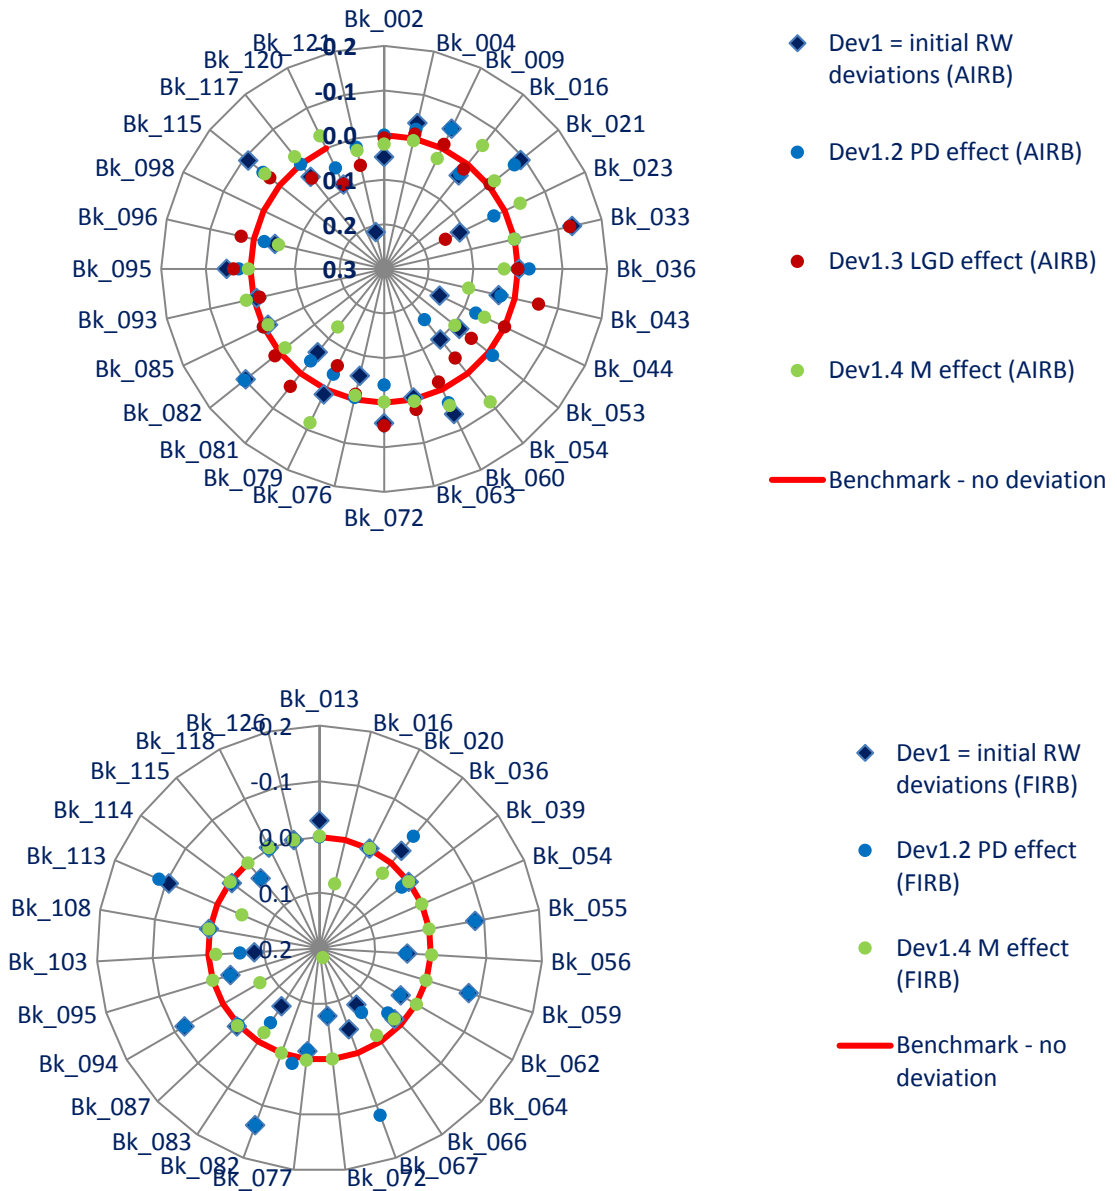 Bk_002
Bk_004
Bk_009
Bk_016
Bk_021
Bk_023
Bk_033
Bk_036
Bk_043
Bk_044
Bk_053
Bk_054
Bk_060
Bk_063
Bk_072
Bk_076
Bk_079
Bk_081
Bk_082
Bk_085
Bk_093
Bk_095
Bk_096
Bk_098
Bk_115
Bk_117
Bk_120
Bk_121
-0.2
-0.1
0.0
0.1
0.2
0.3
Dev1 = initial RW
deviations (AIRB)
Dev1.2 PD effect (AIRB)
Dev1.3 LGD effect (AIRB)
Dev1.4 M effect (AIRB)
Benchmark - no deviation
Bk_013
Bk_016
Bk_020
Bk_036
Bk_039
Bk_054
Bk_055
Bk_056
Bk_059
Bk_062
Bk_064
Bk_066
Bk_067
Bk_072
Bk_077
Bk_082
Bk_083
Bk_087
Bk_094
Bk_095
Bk_103
Bk_108
Bk_113
Bk_114
Bk_115
Bk_118
Bk_126
-0.2
-0.1
0.0
0.1
0.2
Dev1 = initial RW
deviations (FIRB)
Dev1.2 PD effect
(FIRB)
Dev1.4 M effect
(FIRB)
Benchmark - no
deviation